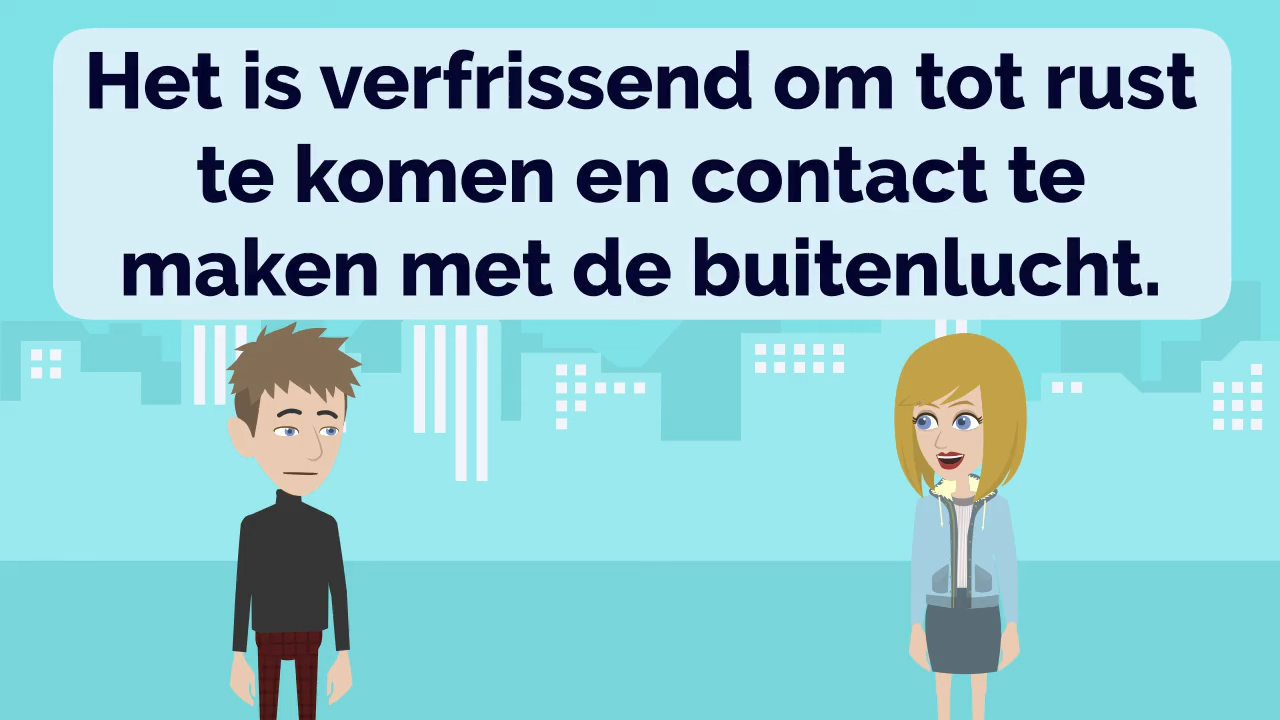 Het is verfrissend om tot rust
te komen en contact te
maken met de buitenlucht.